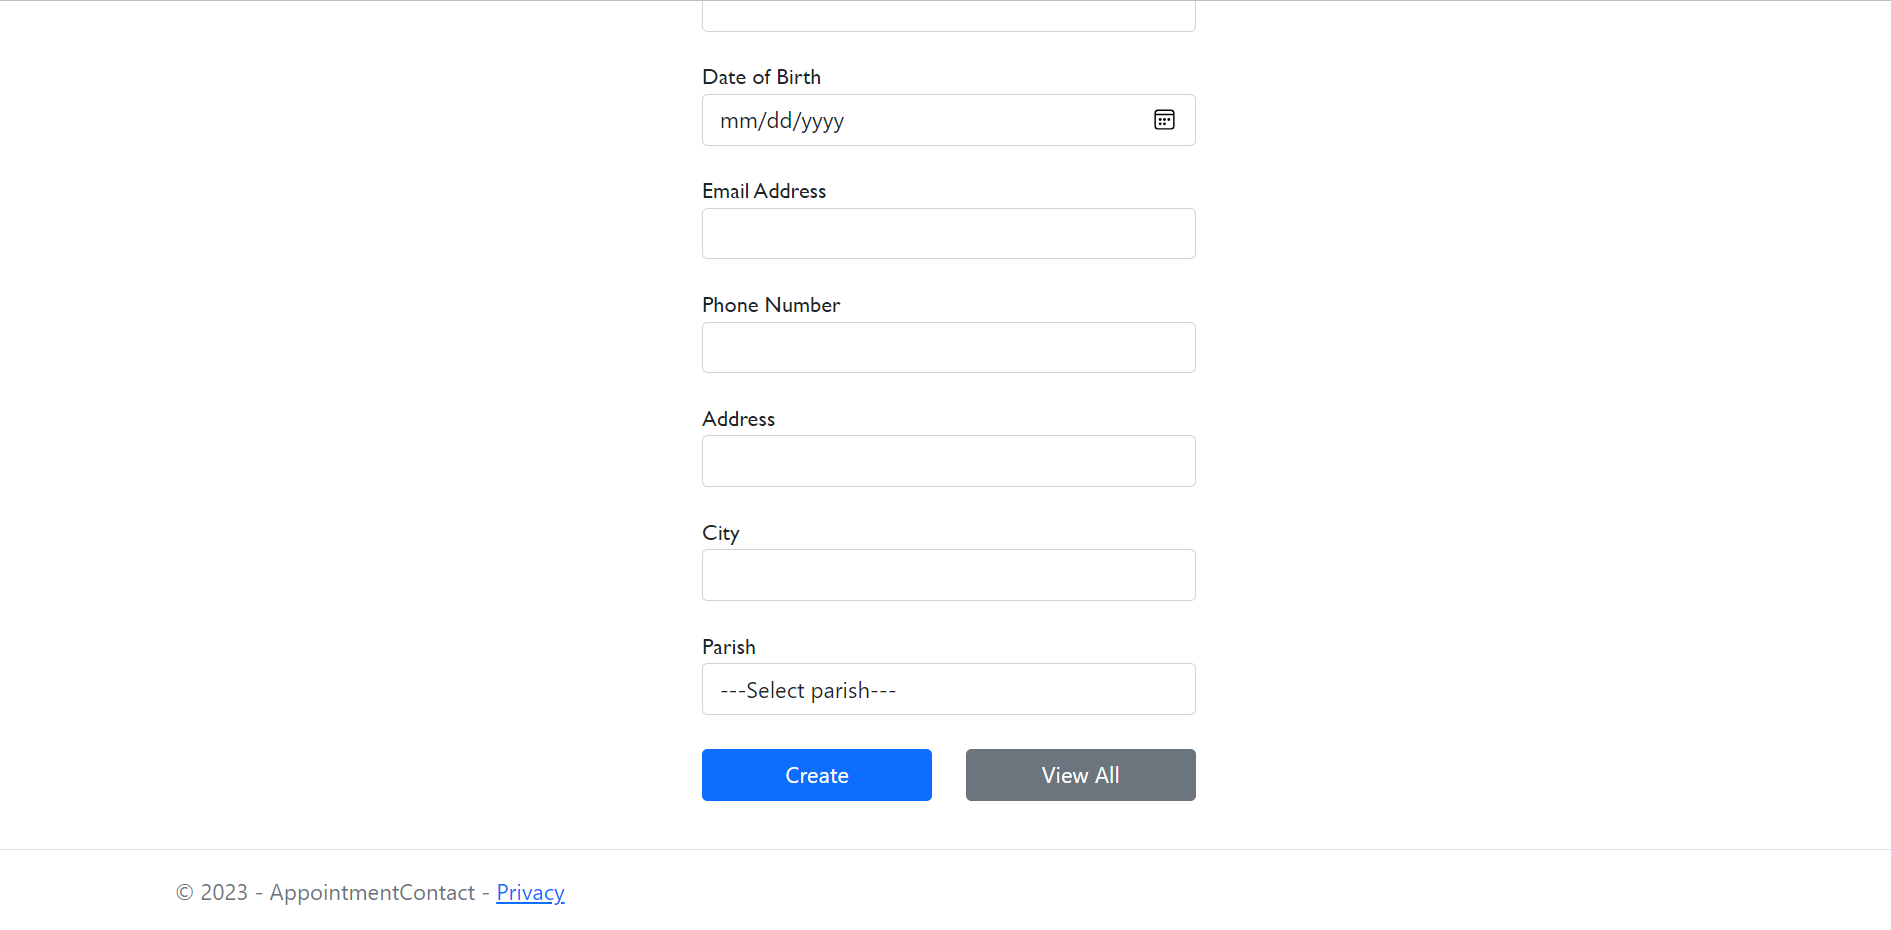 Date of Birth
mm/dd/yyyy
Email Address
Phone Number
Address
City
Parish
---Select parish---
Create
View All
© 2023 - AppointmentContact - Privacy